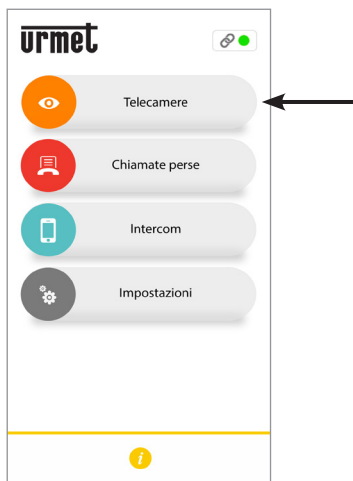 urmet
Telecamere
Chiamate perse
Intercom
Impostazioni
i